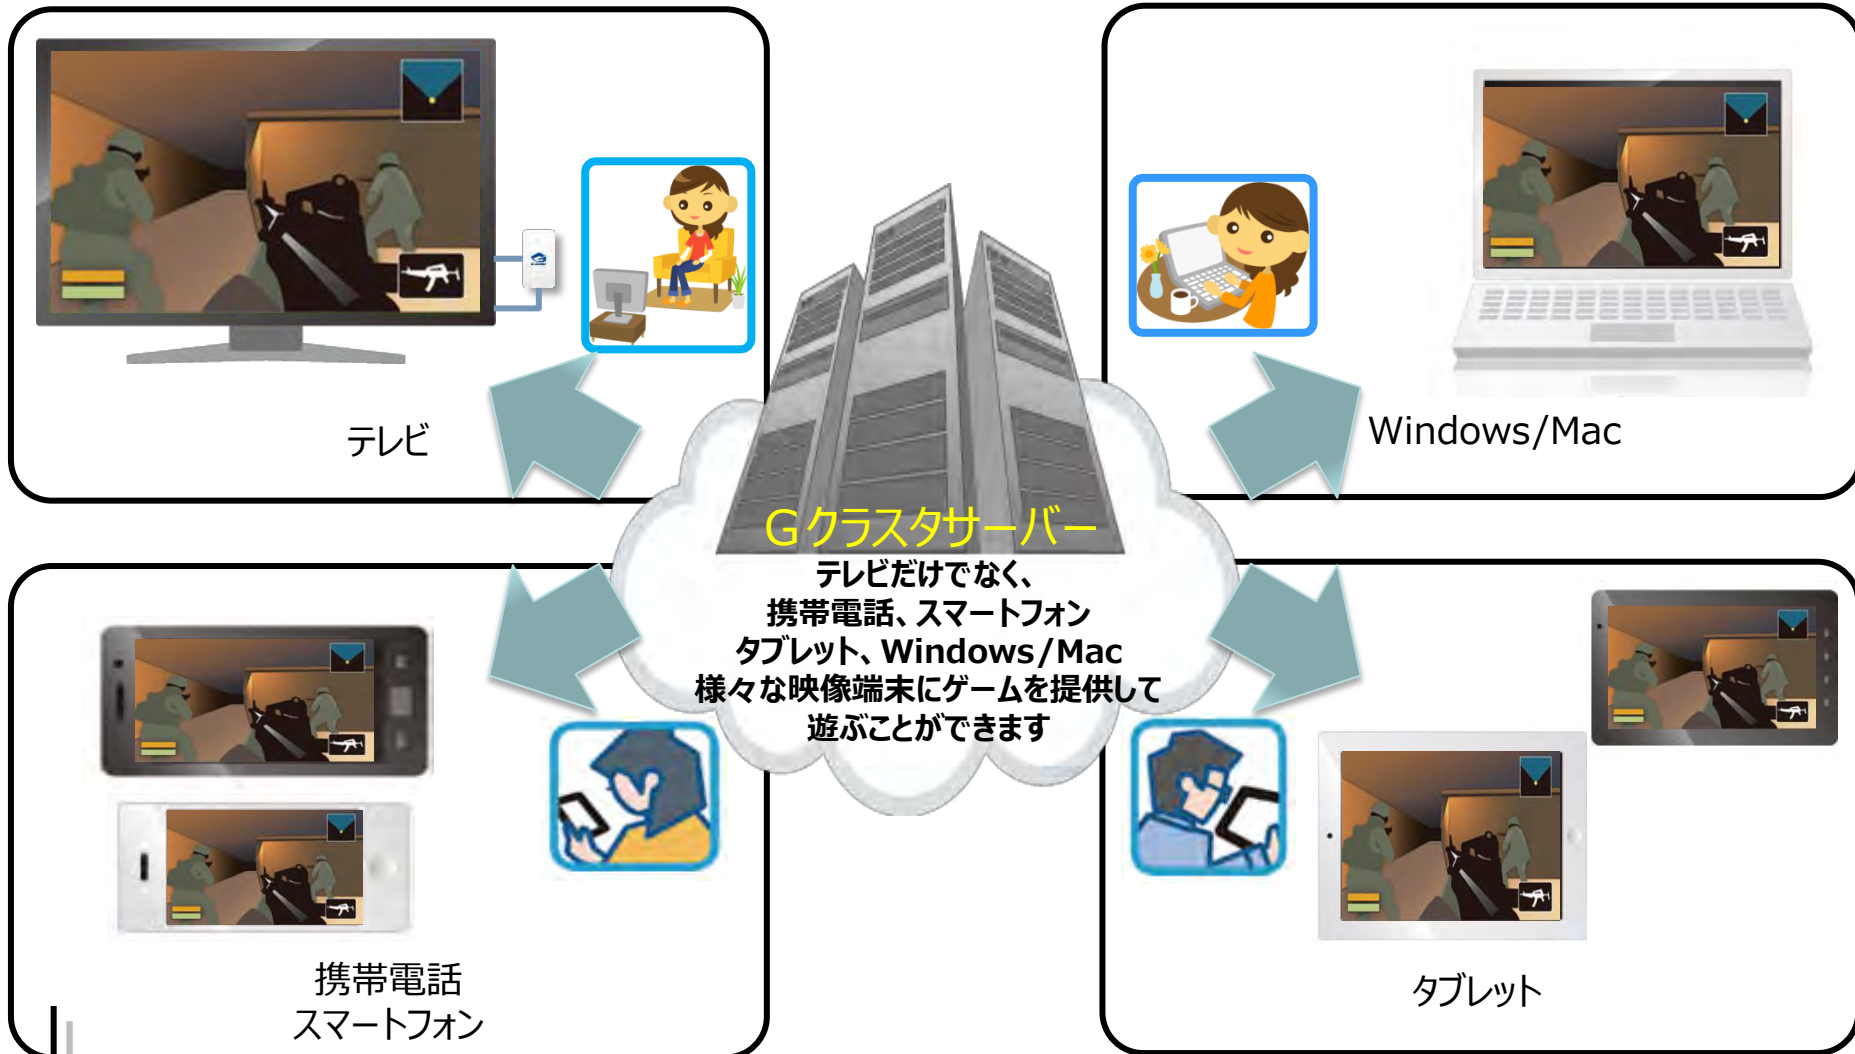 テレビ
Windows/Mac
Gクラスタサーバー
テレビだけでなく、
携帯電話、スマートフォン
タブレット、Windows/Mac
様々な映像端末にゲームを提供して
遊ぶことができます
携帯電話
スマートフォン
タブレット